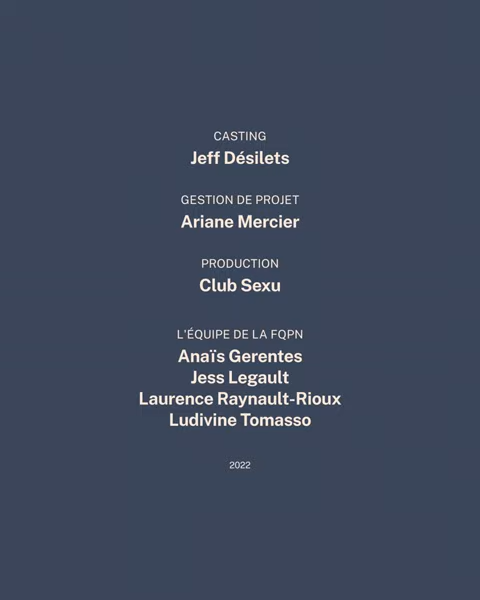 CASTING
Jeff Désilets
GESTION DE PROJET
Ariane Mercier
PRODUCTION
Club Sexu
L'ÉQUIPE DE LA FQPN
Anaïs Gerentes
Jess Legault
Laurence Raynault-Rioux
Ludivine Tomasso
2022